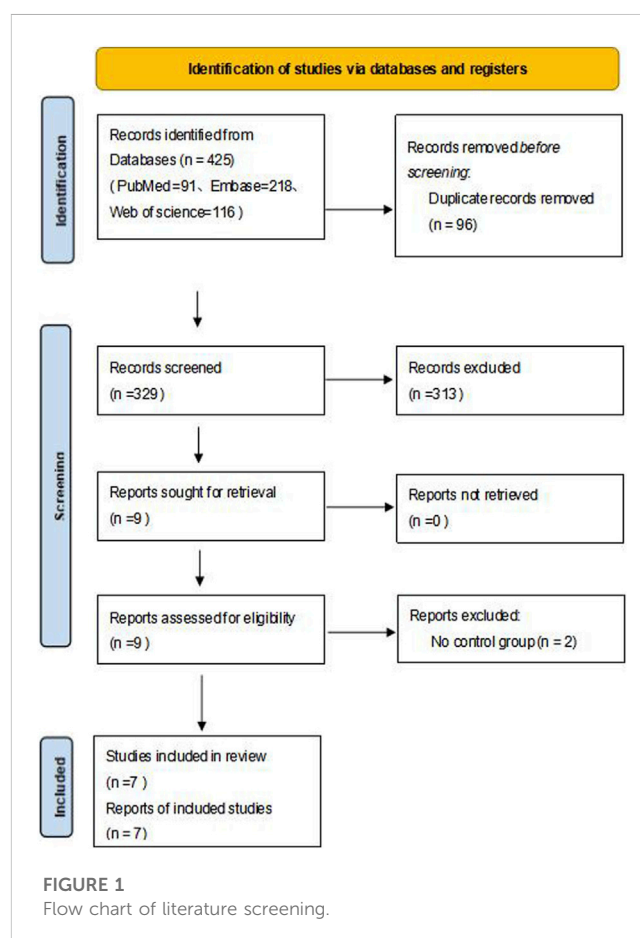 Identification of studies via databases and registers
Identification
Records identified from
Databases (n = 425)
( PubMed=91、Embase=218、
Web of science=116 )
Records removed before
screening:
Duplicate records removed
(n = 96)
Screening
Records screened
(n =329)
Records excluded
(n =313)
Reports sought for retrieval
(n =9 )
Reports not retrieved
(n =0 )
Reports assessed for eligibility
(n =9 )
Reports excluded:
No control group (n = 2)
Included
Studies included in review
(n =7 )
Reports of included studies
(n = 7 )
FIGURE 1
Flow chart of literature screening.